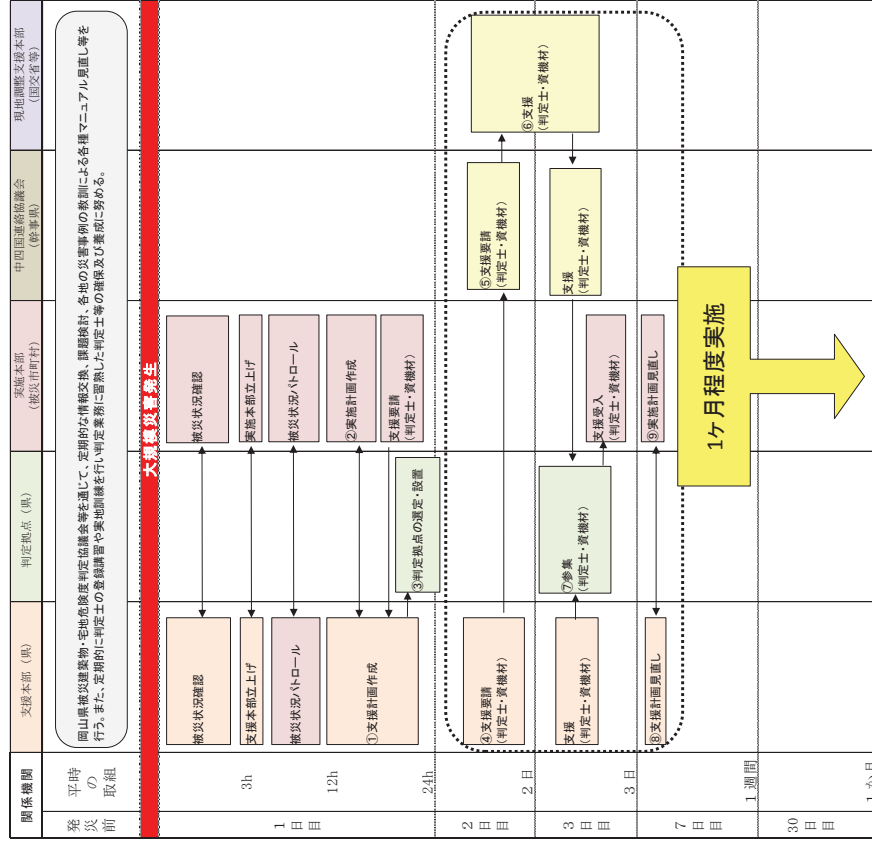 関係機関
支援本部（県）
判定拠点（県）
実施本部
（被災市町村）
中四国連絡協議会
（幹事県）
現地調整支援本部
（国交省等）
発災前
平時の取組
岡山県被災建築物・宅地危険度判定協議会等を通じて、定期的な情報交換、課題検討、各地の災害事例の教訓による各種マニュアル見直し等を
行う。また、定期的に判定士の登録講習や実地訓練を行い判定業務に習熟した判定士等の確保及び養成に努める。
大規模災害発生
1日目
3h
12h
24h
被災状況確認
被災状況確認
支援本部立上げ
実施本部立上げ
被災状況パトロール
被災状況パトロール
①支援計画作成
②実施計画作成
支援要請
（判定士・資機材）
③判定拠点の選定・設置
2日目
2日
④支援要請
（判定士・資機材）
⑤支援要請
（判定士・資機材）
⑥支援
（判定士・資機材）
3日目
3日
支援
（判定士・資機材）
⑦参集
（判定士・資機材）
支援
（判定士・資機材）
支援受入
（判定士・資機材）
7日目
1週間
⑧支援計画見直し
⑨実施計画見直し
1ケ月程度実施
30日目
1か月